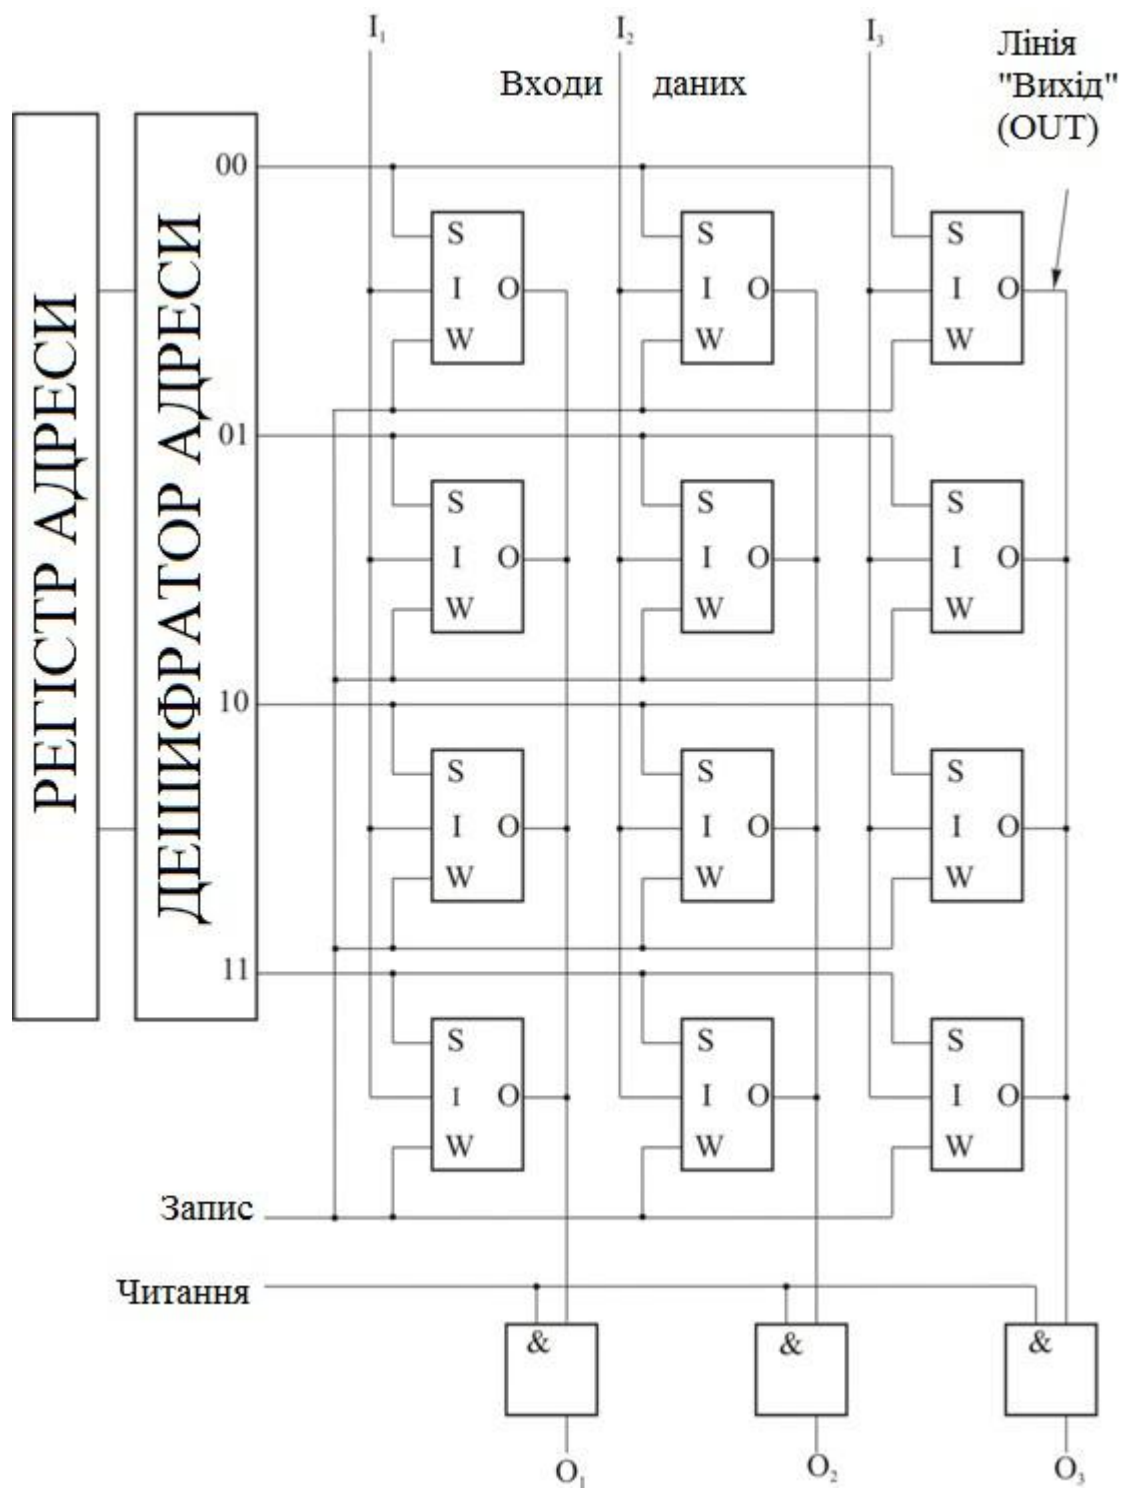 I₁ I₂ I₃
Лінія
"Вихід"
(OUT)
Входи даних
РЕГІСТР АДРЕСИ
ДЕШИФРАТОР АДРЕСИ
00
S S S
I O I O I O
W W W
01
S S S
I O I O I O
W W W
10
S S S
I O I O I O
W W W
11
S S S
I O I O I O
W W W
Запис
Читання
& & &
O₁ O₂ O₃